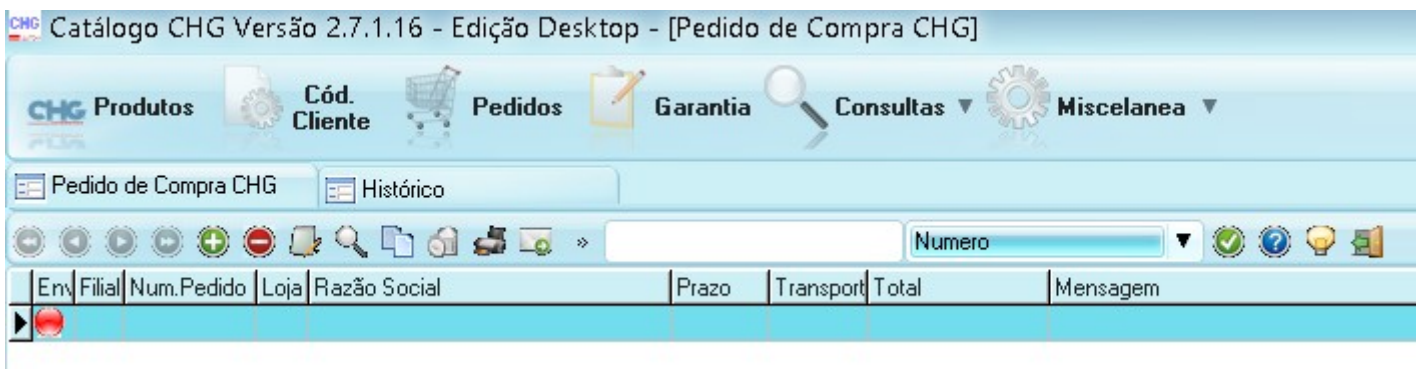 CHG Catálogo CHG Versão 2.7.1.16 - Edição Desktop - [Pedido de Compra CHG]
CHG Produtos Cód. Cliente Pedidos Garantia Consultas Miscelanea
Pedido de Compra CHG Histórico
» Numero
Env Filial Num.Pedido Loja Razão Social Prazo Transport Total Mensagem